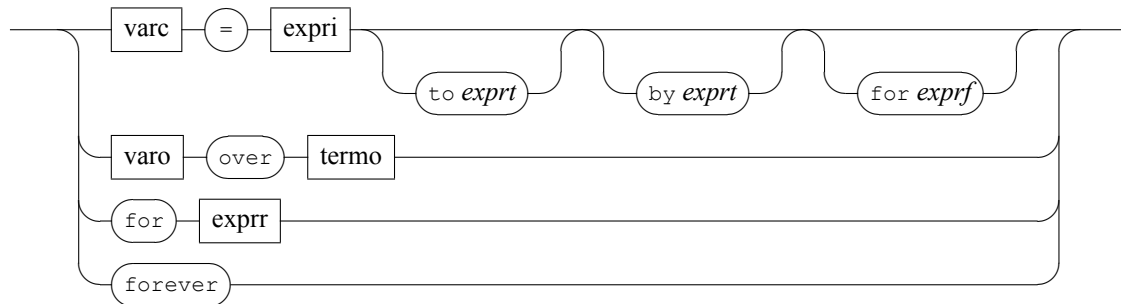 varc = expri
to exprt by exprt for exprf
varo over termo
for exprr
forever